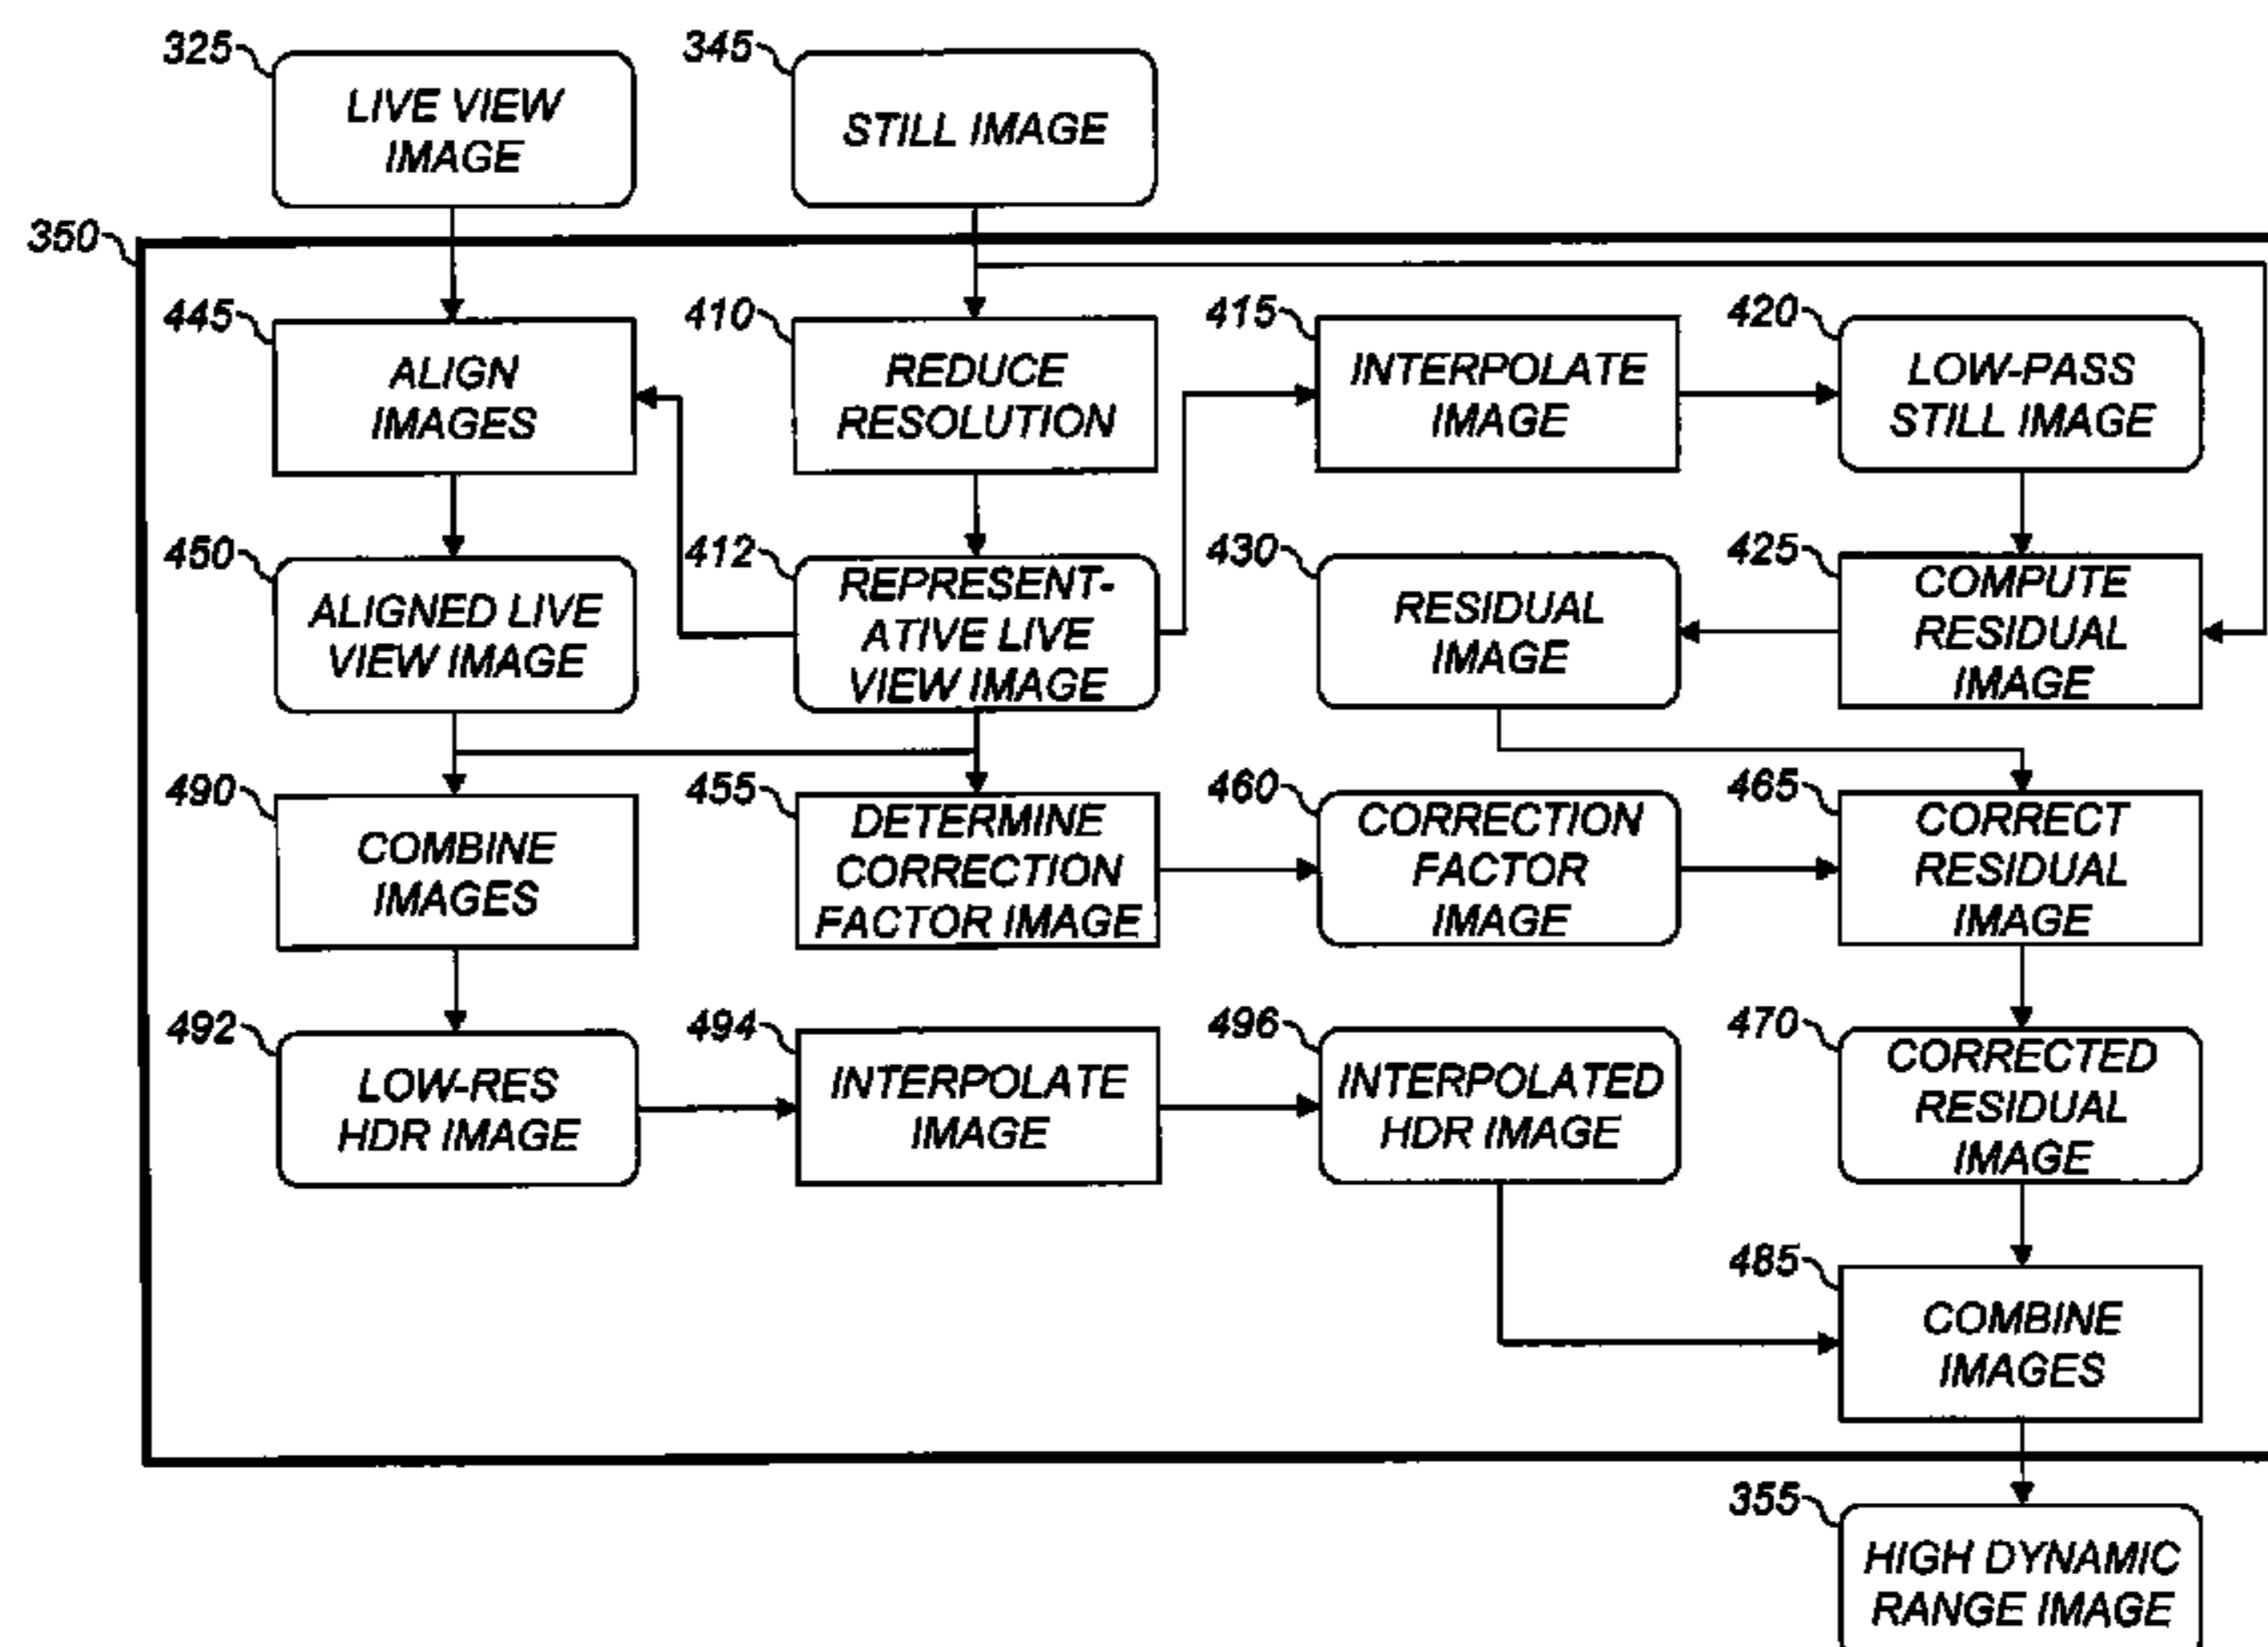 325
LIVE VIEW
IMAGE
345
STILL IMAGE
350
445
ALIGN
IMAGES
410
REDUCE
RESOLUTION
415
INTERPOLATE
IMAGE
420
LOW-PASS
STILL IMAGE
450
ALIGNED LIVE
VIEW IMAGE
412
REPRESENT-
ATIVE LIVE
VIEW IMAGE
430
RESIDUAL
IMAGE
425
COMPUTE
RESIDUAL
IMAGE
490
COMBINE
IMAGES
455
DETERMINE
CORRECTION
FACTOR IMAGE
460
CORRECTION
FACTOR
IMAGE
465
CORRECT
RESIDUAL
IMAGE
492
LOW-RES
HDR IMAGE
494
INTERPOLATE
IMAGE
496
INTERPOLATED
HDR IMAGE
470
CORRECTED
RESIDUAL
IMAGE
485
COMBINE
IMAGES
355
HIGH DYNAMIC
RANGE IMAGE